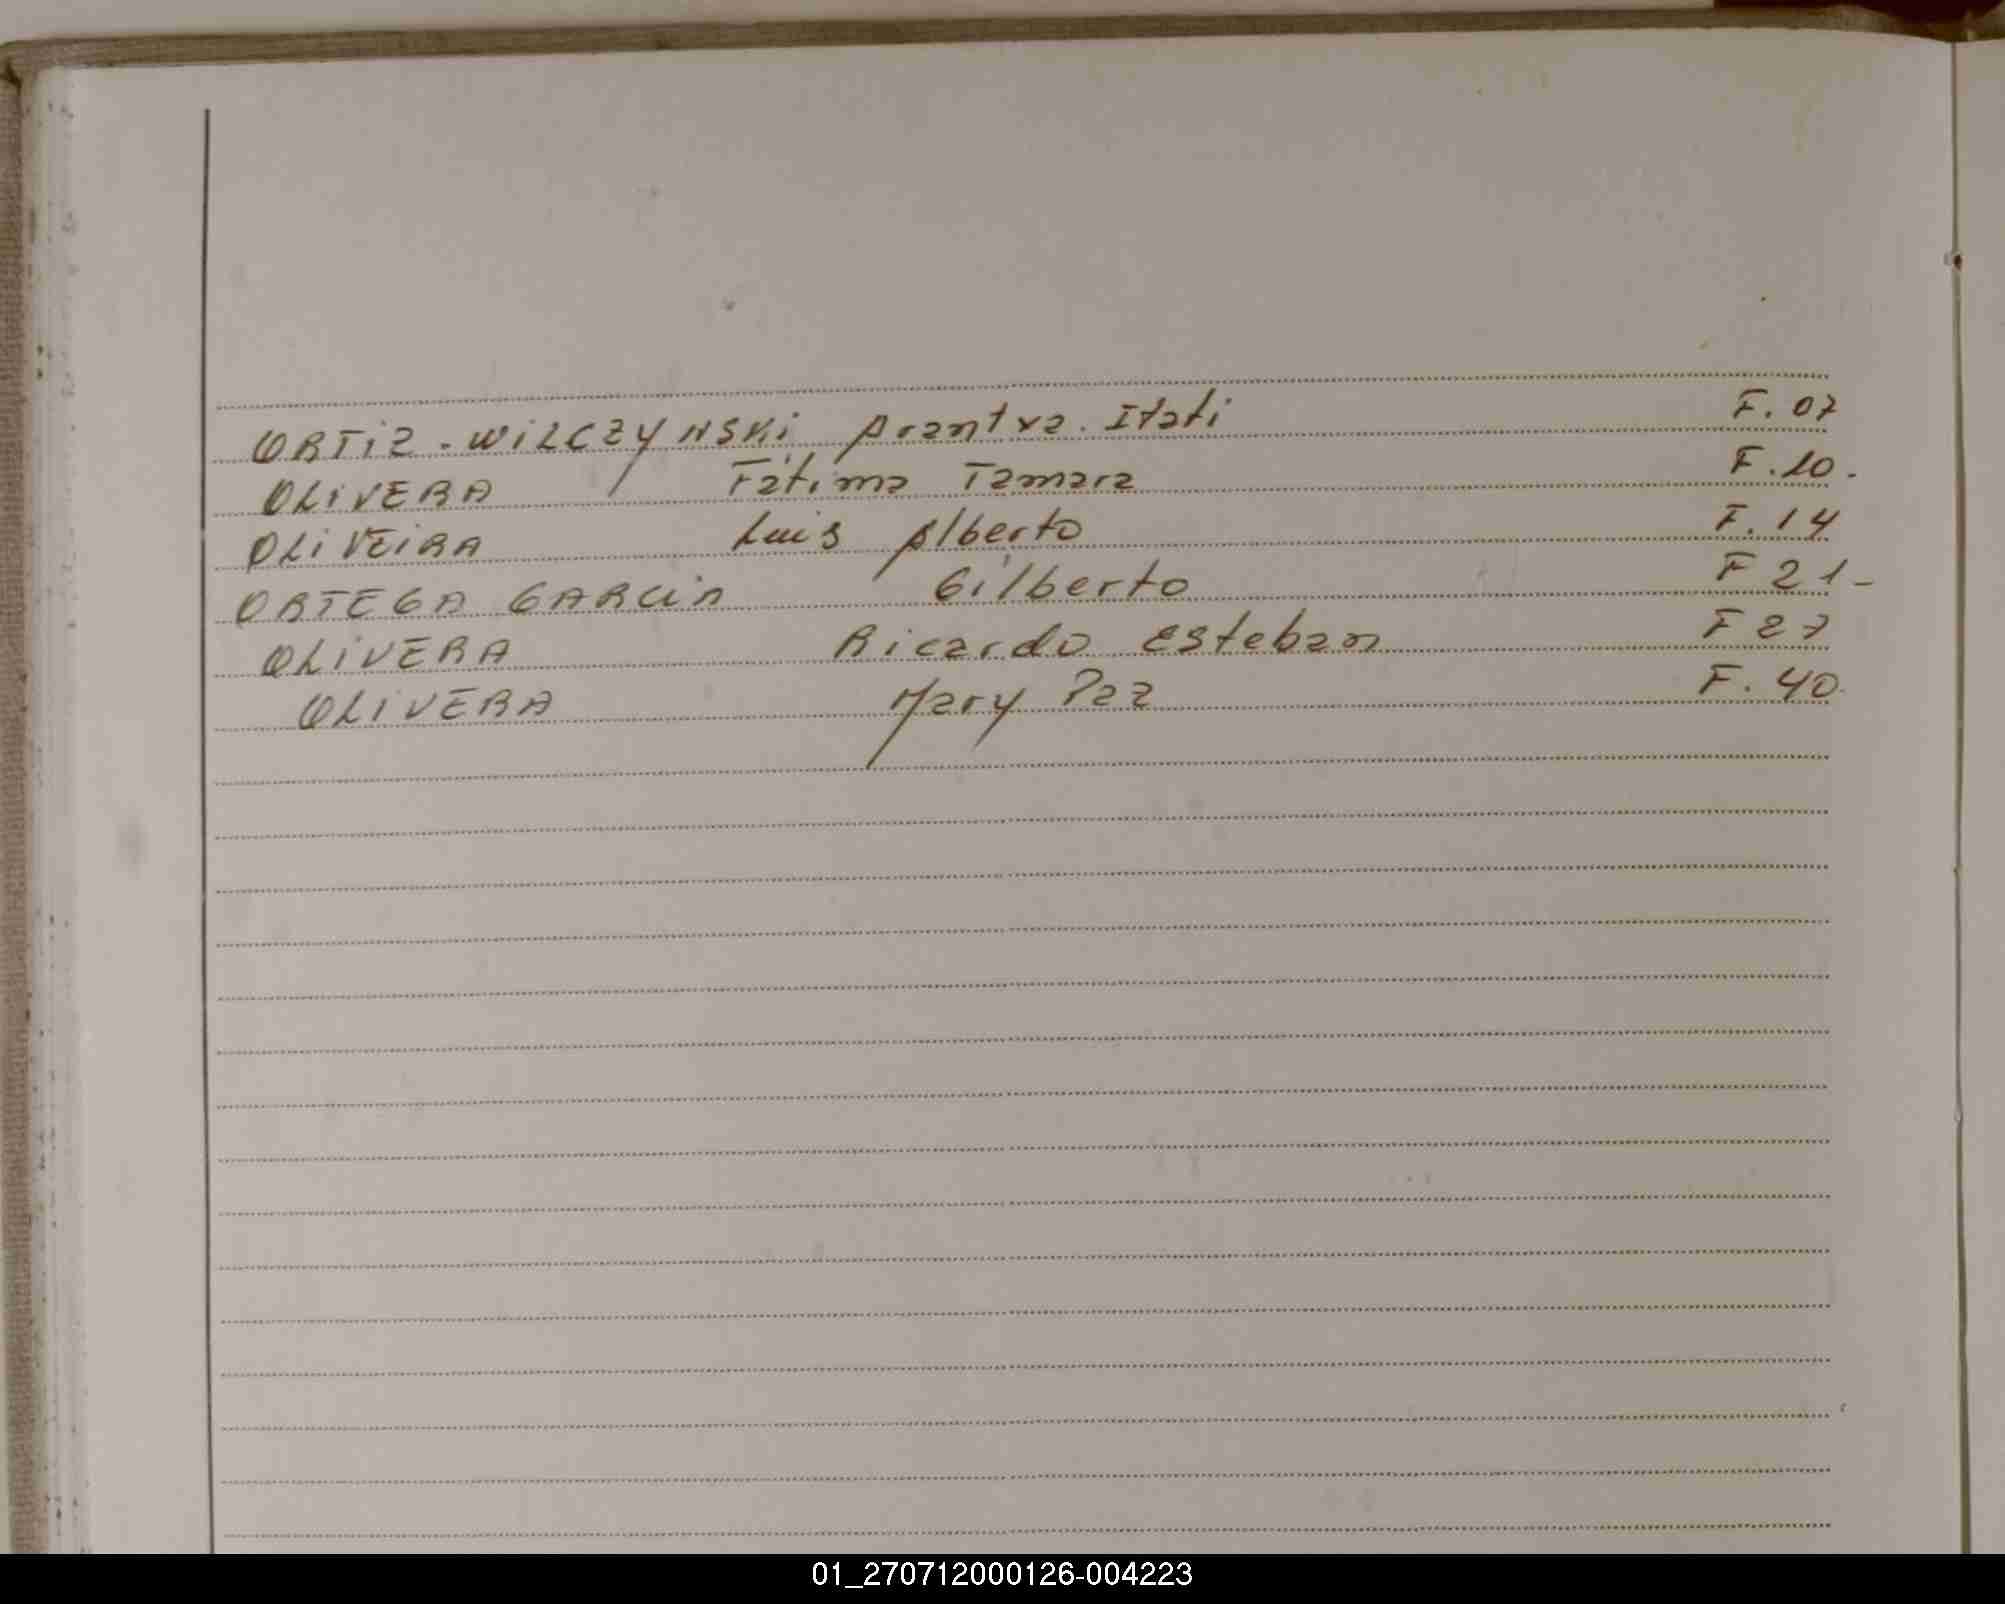 ORTIZ-WILCZYNSKI Arantxa. Itatí F. 07
OLIVERA Fátima Tamara F. 10.
OLIVEIRA Luis Alberto F. 14
ORTEGA GARCIA Gilberto F 21-
OLIVERA Ricardo Esteban F 27
OLIVERA Mary Paz F. 40.
01_270712000126-004223